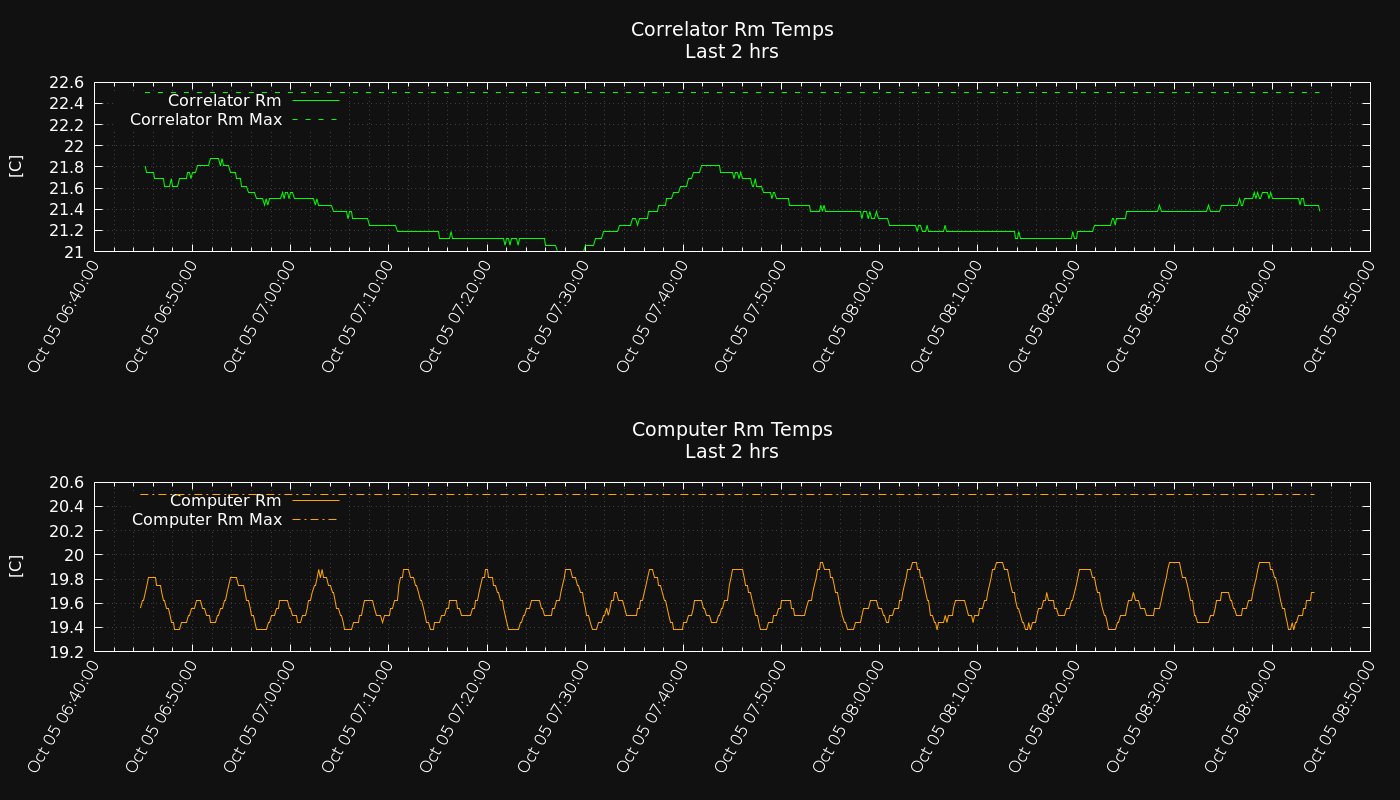 Correlator Rm Temps
Last 2 hrs
22.6
22.4
22.2
22
21.8
21.6
21.4
21.2
21
[C]
Correlator Rm
Correlator Rm Max
Oct 05 06:40:00
Oct 05 06:50:00
Oct 05 07:00:00
Oct 05 07:10:00
Oct 05 07:20:00
Oct 05 07:30:00
Oct 05 07:40:00
Oct 05 07:50:00
Oct 05 08:00:00
Oct 05 08:10:00
Oct 05 08:20:00
Oct 05 08:30:00
Oct 05 08:40:00
Oct 05 08:50:00
Computer Rm Temps
Last 2 hrs
20.6
20.4
20.2
20
19.8
19.6
19.4
19.2
[C]
Computer Rm
Computer Rm Max
Oct 05 06:40:00
Oct 05 06:50:00
Oct 05 07:00:00
Oct 05 07:10:00
Oct 05 07:20:00
Oct 05 07:30:00
Oct 05 07:40:00
Oct 05 07:50:00
Oct 05 08:00:00
Oct 05 08:10:00
Oct 05 08:20:00
Oct 05 08:30:00
Oct 05 08:40:00
Oct 05 08:50:00